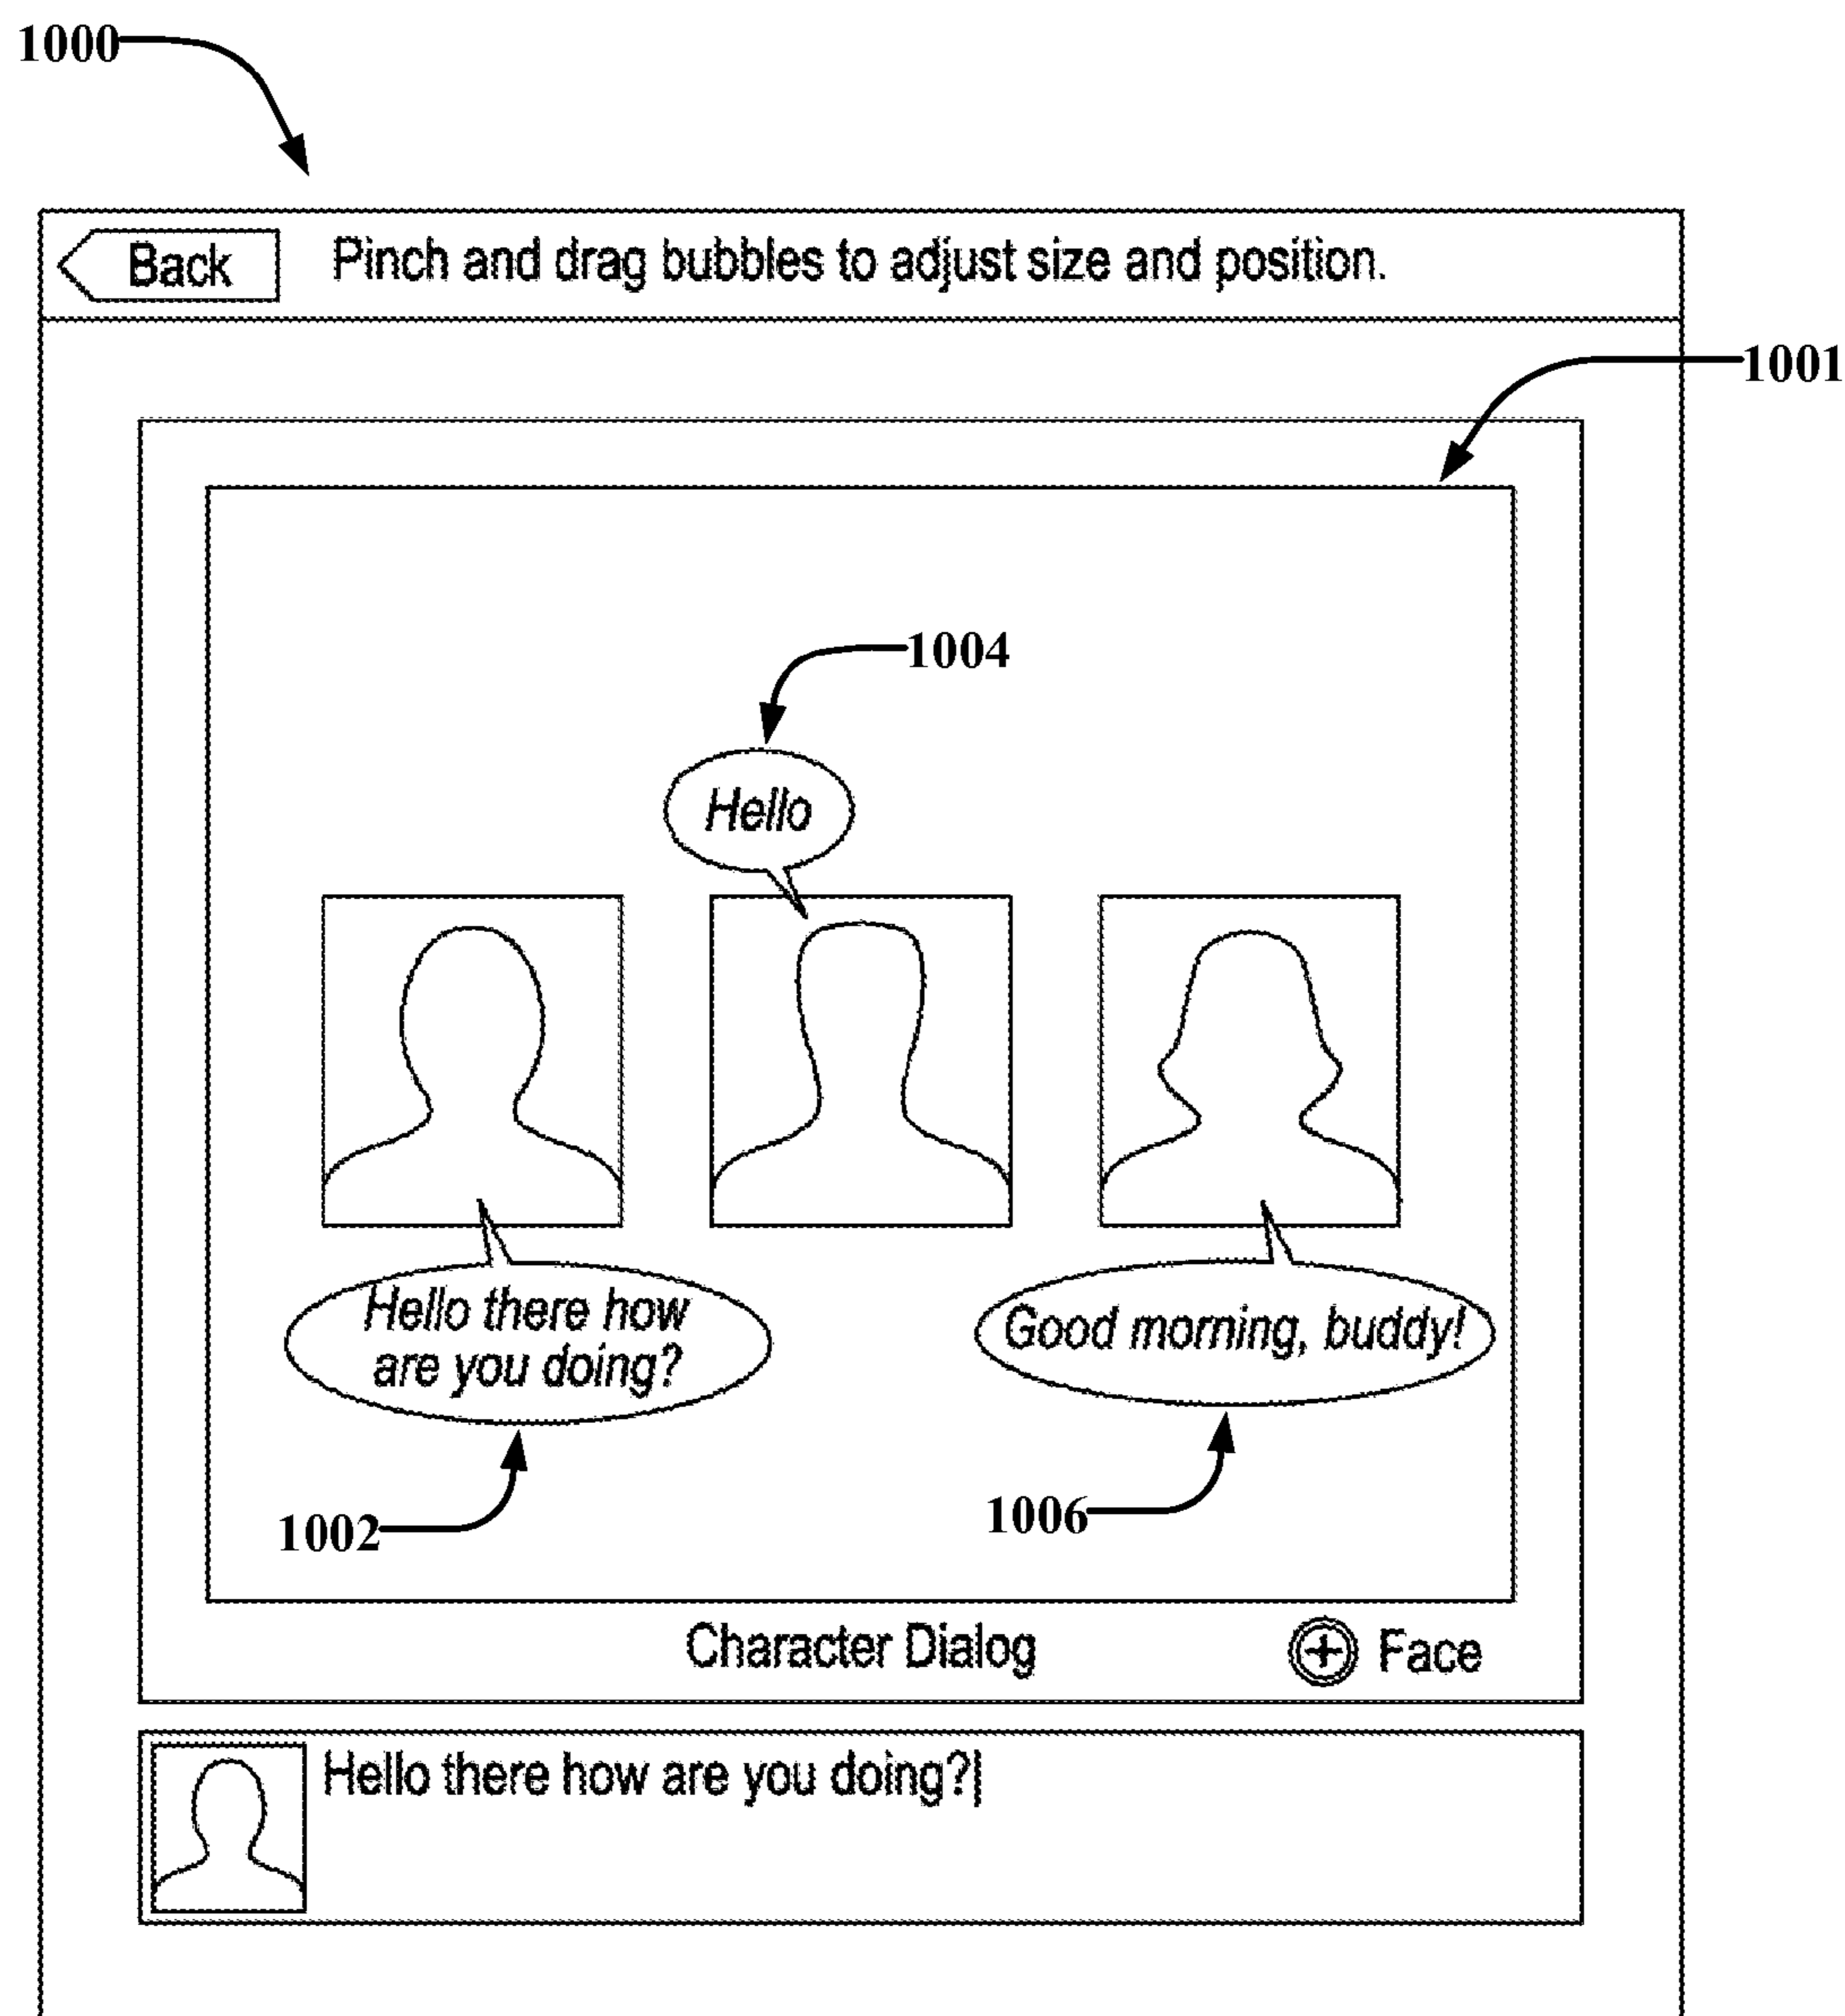 1000
Back
Pinch and drag bubbles to adjust size and position.
1001
1004
Hello
Hello there how
are you doing?
Good morning, buddy!
1002
1006
Character Dialog
+ Face
Hello there how are you doing?